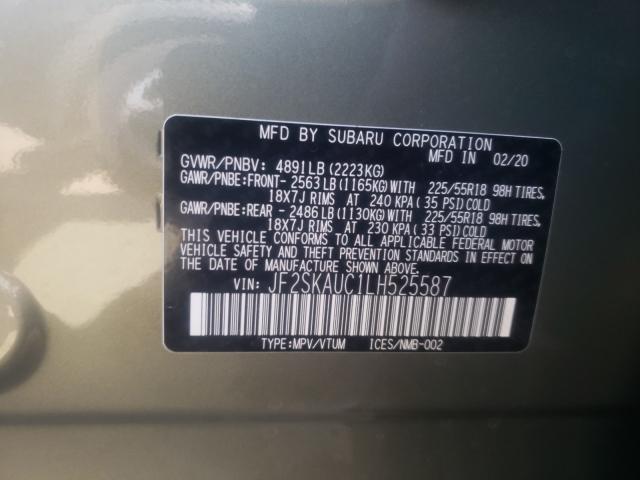 MFD BY SUBARU CORPORATION
MFD IN 02/20
GVWR/PNBV: 4891LB (2223KG)
GAWR/PNBE:FRONT- 2563LB (1165KG) WITH 225/55R18 98H TIRES,
18X7J RIMS AT 240 KPA ( 35 PSI) COLD
GAWR/PNBE:REAR - 2486LB (1130KG) WITH 225/55R18 98H TIRES,
18X7J RIMS AT 230 KPA ( 33 PSI) COLD
THIS VEHICLE CONFORMS TO ALL APPLICABLE FEDERAL MOTOR
VEHICLE SAFETY AND THEFT PREVENTION STANDARDS IN EFFECT ON
THE DATE OF MANUFACTURE SHOWN ABOVE.
VIN: JF2SKAUC1LH525587
TYPE:MPV/VTUM ICES/NMB-002